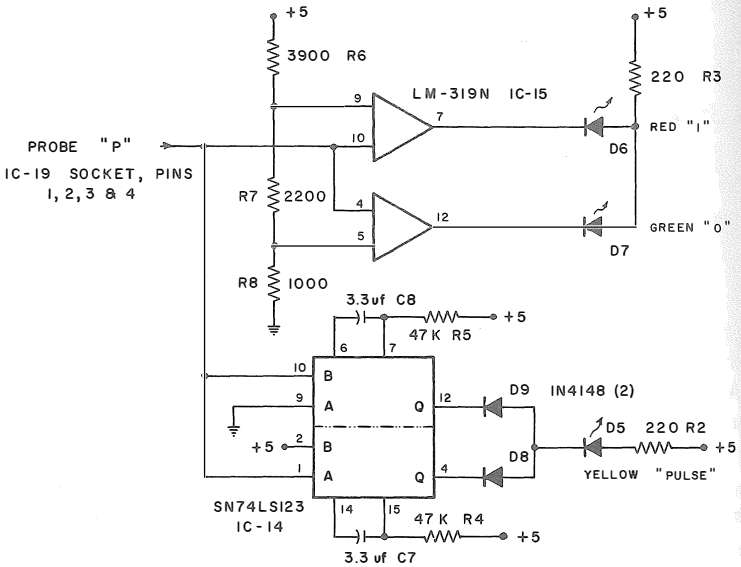 +5
+5
3900 R6
220 R3
LM-319N IC-15
9
7
10
RED "1"
PROBE "P"
D6
IC-19 SOCKET, PINS
1, 2, 3 & 4
R7 2200
4
12
GREEN "0"
5
D7
R8 1000
3.3 uf C8
+5
47K R5
6
7
10
B
D9
IN4148 (2)
9
A
Q
12
D5
220 R2
+5
2
B
+5
D8
1
A
Q
4
YELLOW "PULSE"
SN74LS123
IC-14
14
15
47 K R4
+5
3.3 uf C7